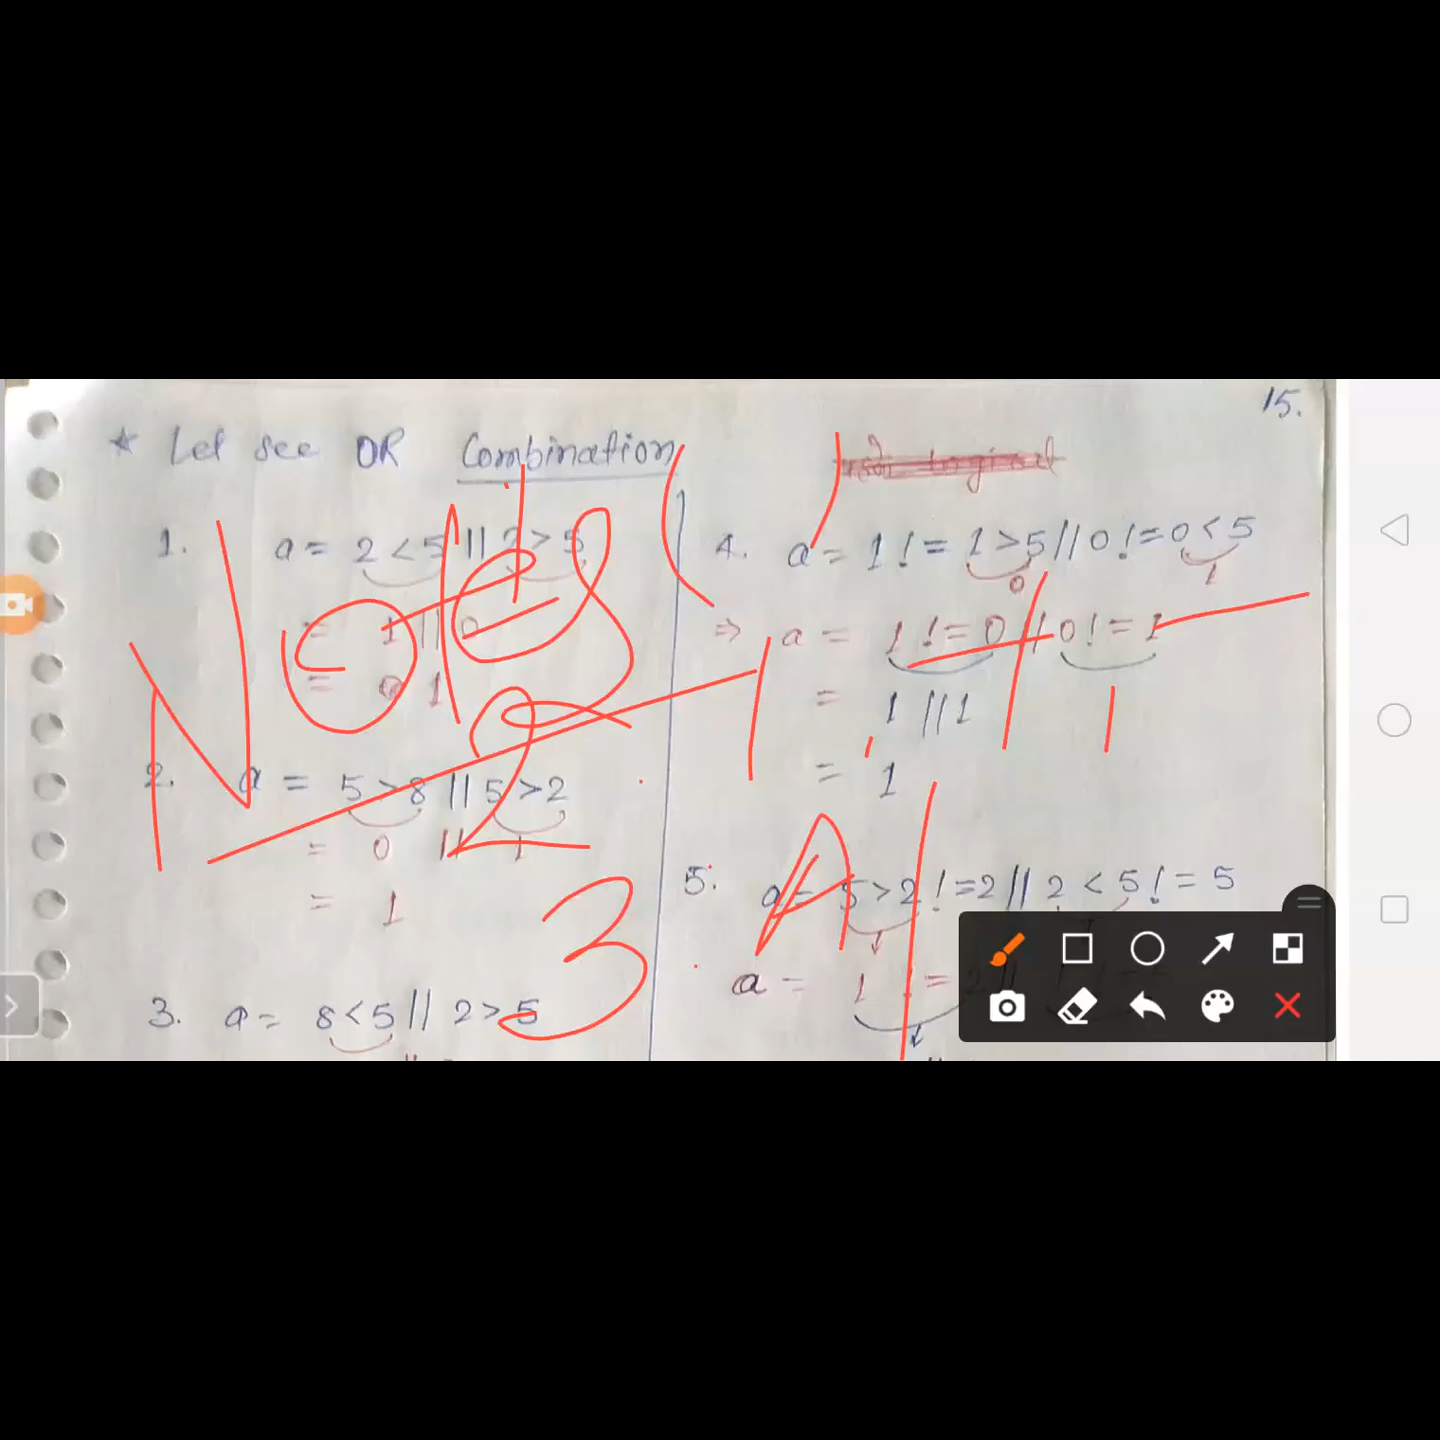 15.
* Let see OR Combination
1. a = 2 < 5 || 2 > 5
= 1 || 0
= 1
2. a = 5 > 8 || 5 > 2
= 0 || 1
= 1
3. a = 8 < 5 || 2 > 5
4. a = 1 ! = 1 > 5 // 0 ! = 0 < 5
0
1
⇒ a = 1 ! = 0 // 0 ! = 1
= 1 // 1
= 1
5. a = 5 > 2 ! = 2 || 2 < 5 ! = 5
a = 1 ! = 2 ||
Notes
2
3